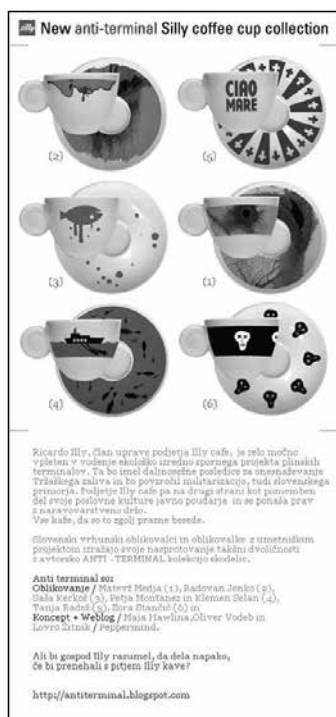 silly New anti-terminal Silly coffee cup collection
(2)
CIAO
MARE
(5)
(3)
(1)
(4)
(6)
Ricardo Illy, član uprave podjetja Illy cafe, je zelo močno
vpleten v vodenje ekološko izredno spornega projekta plinskih
terminalov. Ta bo imel daljnosežne posledice za onesnaževanje
Tržaškega zaliva in bo povzročil militarizacijo, tudi slovenskega
primorja. Podjetje Illy cafe pa na drugi strani kot pomemben
del svoje poslovne kulture javno poudarja in se ponaša prav
z naravovarstveno držo.
Vse kaže, da so to zgolj prazne besede.
Slovenski vrhunski oblikovalci in oblikovalke z umetniškim
projektom izražajo svoje nasprotovanje takšni dvoličnosti
z avtorsko ANTI - TERMINAL kolekcijo skodelic.
Anti terminal so:
Oblikovanje / Matevž Medja (1), Radovan Jenko (2),
Saša Kerkoš (3), Petja Montanez in Klemen Selan (4),
Tanja Radež (5), Zora Stančič (6) in
Koncept + Weblog / Maja Hawlina, Oliver Vodeb in
Lovro Žitnik / Peppermind.
Ali bi gospod Illy razumel, da dela napako,
če bi prenehali s pitjem Illy kave?
http://antiterminal.blogspot.com